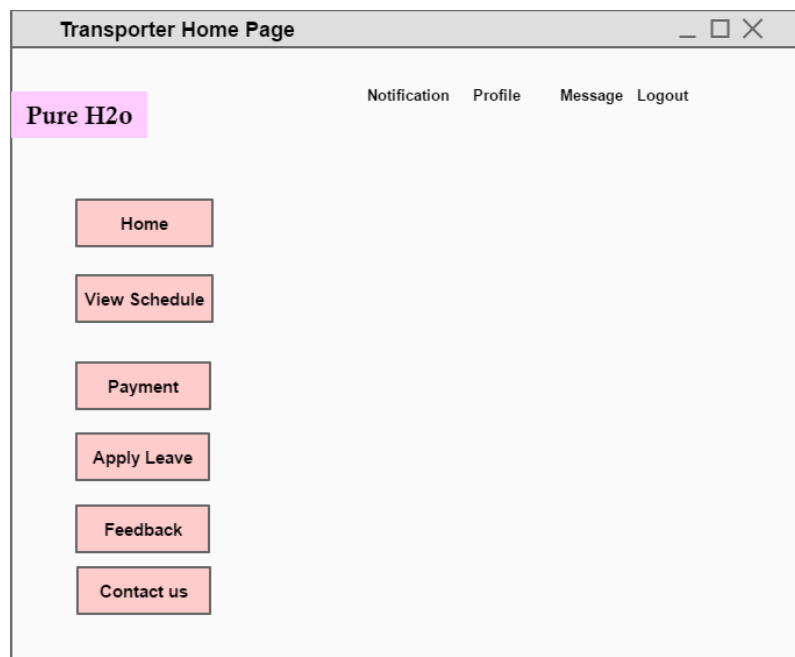 Transporter Home Page
Notification Profile Message Logout
Pure H2o
Home
View Schedule
Payment
Apply Leave
Feedback
Contact us